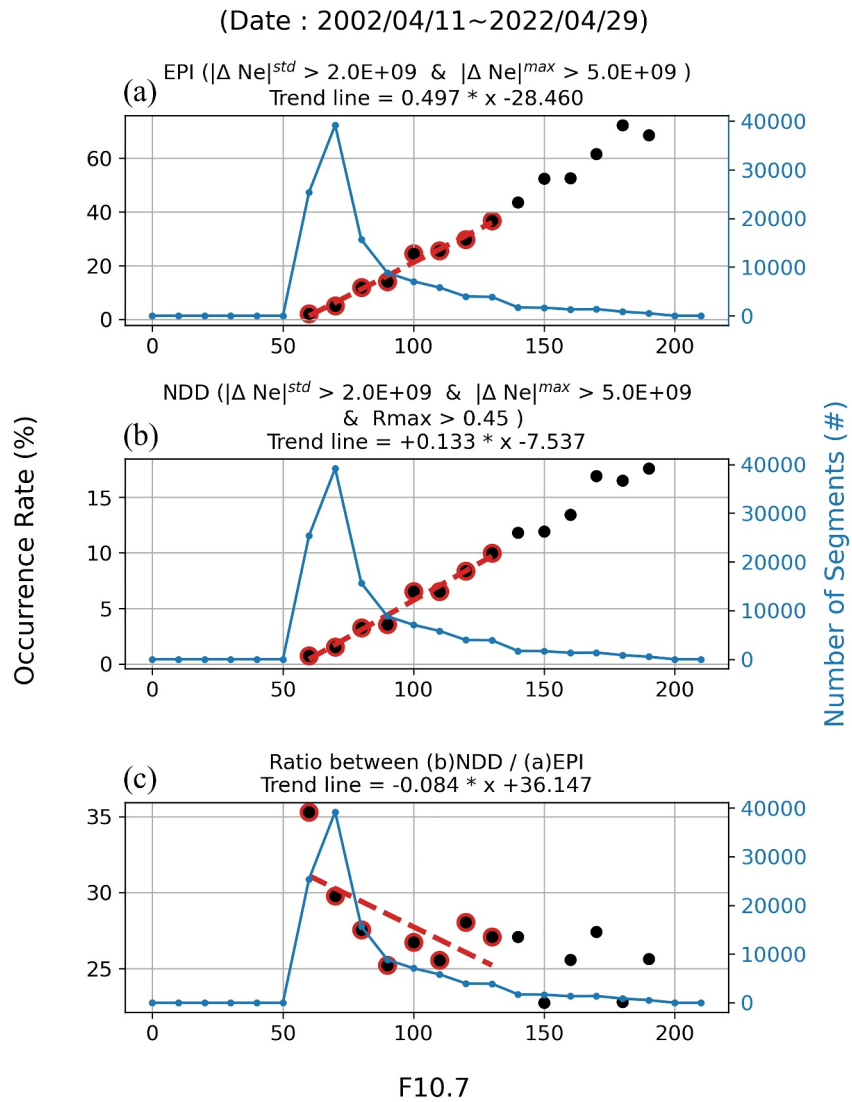 (Date : 2002/04/11~2022/04/29)
(a)
EPI (|Δ Ne|^std > 2.0E+09 & |Δ Ne|^max > 5.0E+09 )
Trend line = 0.497 * x -28.460
60
40
20
0
40000
30000
20000
10000
0
0 50 100 150 200
(b)
NDD (|Δ Ne|^std > 2.0E+09 & |Δ Ne|^max > 5.0E+09
& Rmax > 0.45 )
Trend line = +0.133 * x -7.537
Occurrence Rate (%)
15
10
5
0
40000
30000
20000
10000
0
Number of Segments (#)
0 50 100 150 200
(c)
Ratio between (b)NDD / (a)EPI
Trend line = -0.084 * x +36.147
35
30
25
40000
30000
20000
10000
0
0 50 100 150 200
F10.7